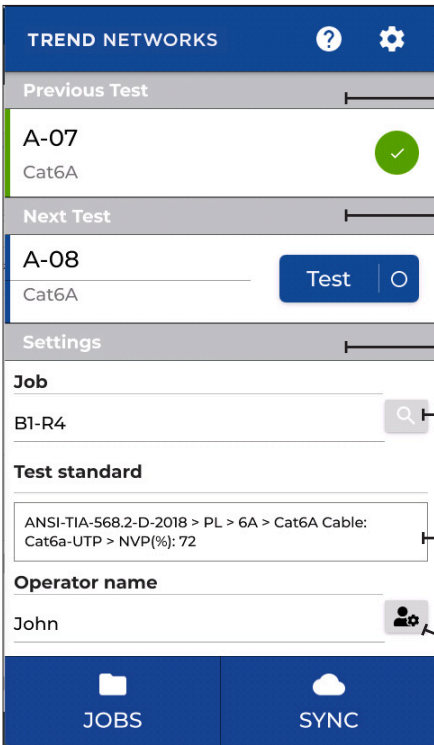 TREND NETWORKS
Previous Test
A-07
Cat6A
Next Test
A-08
Cat6A
Test
Settings
Job
B1-R4
Test standard
ANSI-TIA-568.2-D-2018 > PL > 6A > Cat6A Cable:
Cat6a-UTP > NVP(%): 72
Operator name
John
JOBS
SYNC